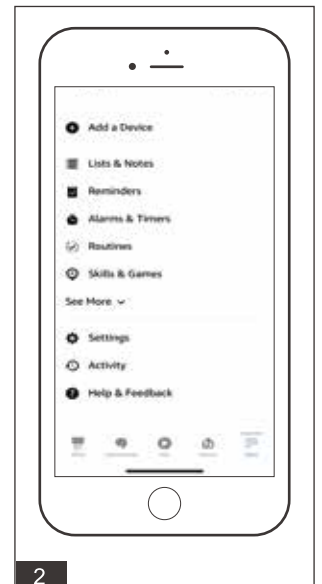 Add a Device
Lists & Notes
Reminders
Alarms & Timers
Routines
Skills & Games
See More
Settings
Activity
Help & Feedback
2